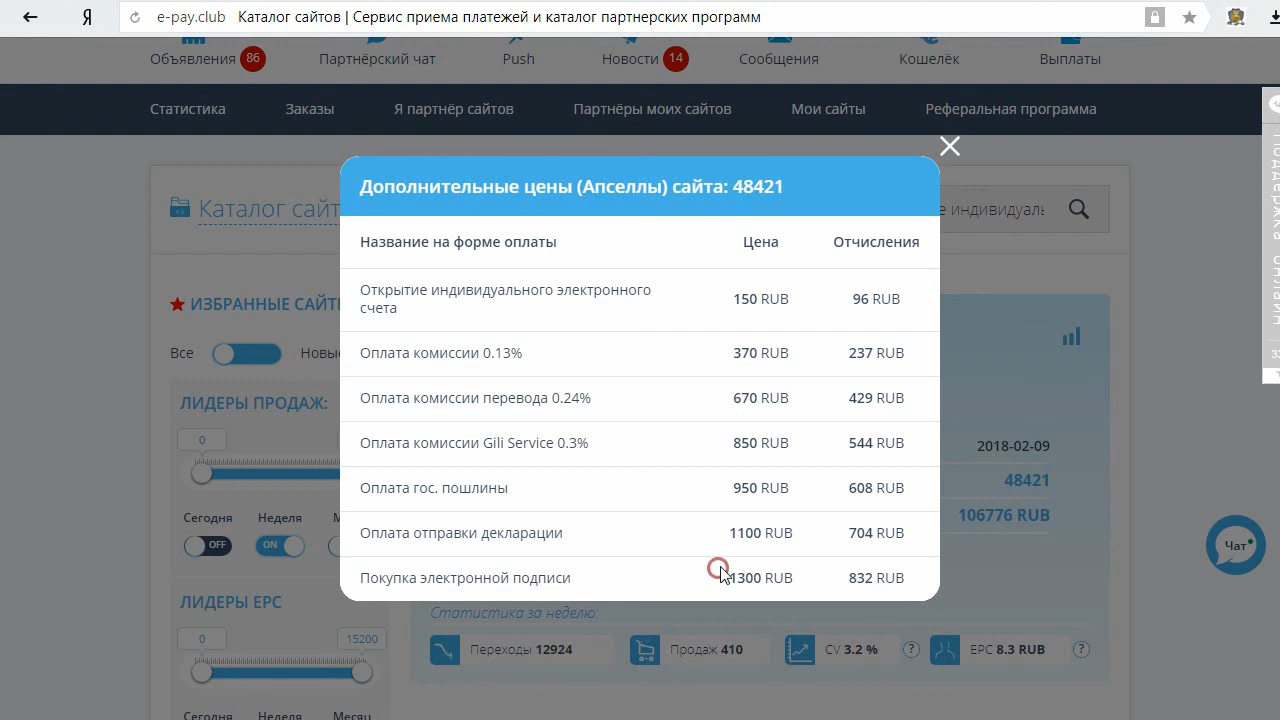 Я
e-pay.club Каталог сайтов | Сервис приема платежей и каталог партнерских программ
Объявления 86 Партнёрский чат Push Новости 14 Сообщения Кошелёк Выплаты
Статистика Заказы Я партнёр сайтов Партнёры моих сайтов Мои сайты Реферальная программа
Дополнительные цены (Апселлы) сайта: 48421
Каталог сайт
индивидуаль
Название на форме оплаты Цена Отчисления
Открытие индивидуального электронного
счета
150 RUB 96 RUB
ИЗБРАННЫЕ САЙТ
Все Новые
Оплата комиссии 0.13% 370 RUB 237 RUB
ЛИДЕРЫ ПРОДАЖ:
Оплата комиссии перевода 0.24% 670 RUB 429 RUB
0
Оплата комиссии Gili Service 0.3% 850 RUB 544 RUB
2018-02-09
48421
Оплата гос. пошлины 950 RUB 608 RUB
106776 RUB
Сегодня Неделя М
Оплата отправки декларации 1100 RUB 704 RUB
OFF ON
Чат
Покупка электронной подписи 1300 RUB 832 RUB
ЛИДЕРЫ EPC
Статистика за неделю:
0 15200
Переходы 12924 Продаж 410 CV 3.2 % ? EPC 8.3 RUB ?
Сегодня Неделя Месяц
Поддержка онлайн